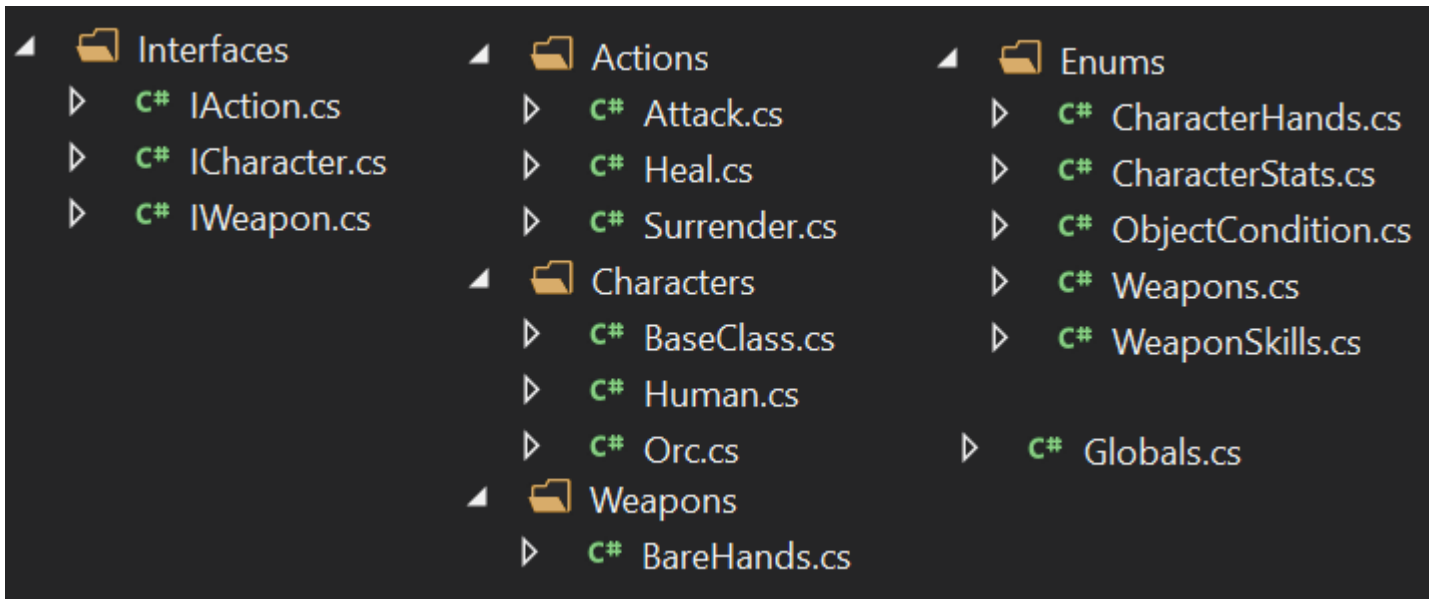 Interfaces
C# IAction.cs
C# ICharacter.cs
C# IWeapon.cs
Actions
C# Attack.cs
C# Heal.cs
C# Surrender.cs
Characters
C# BaseClass.cs
C# Human.cs
C# Orc.cs
Weapons
C# BareHands.cs
Enums
C# CharacterHands.cs
C# CharacterStats.cs
C# ObjectCondition.cs
C# Weapons.cs
C# WeaponSkills.cs
C# Globals.cs